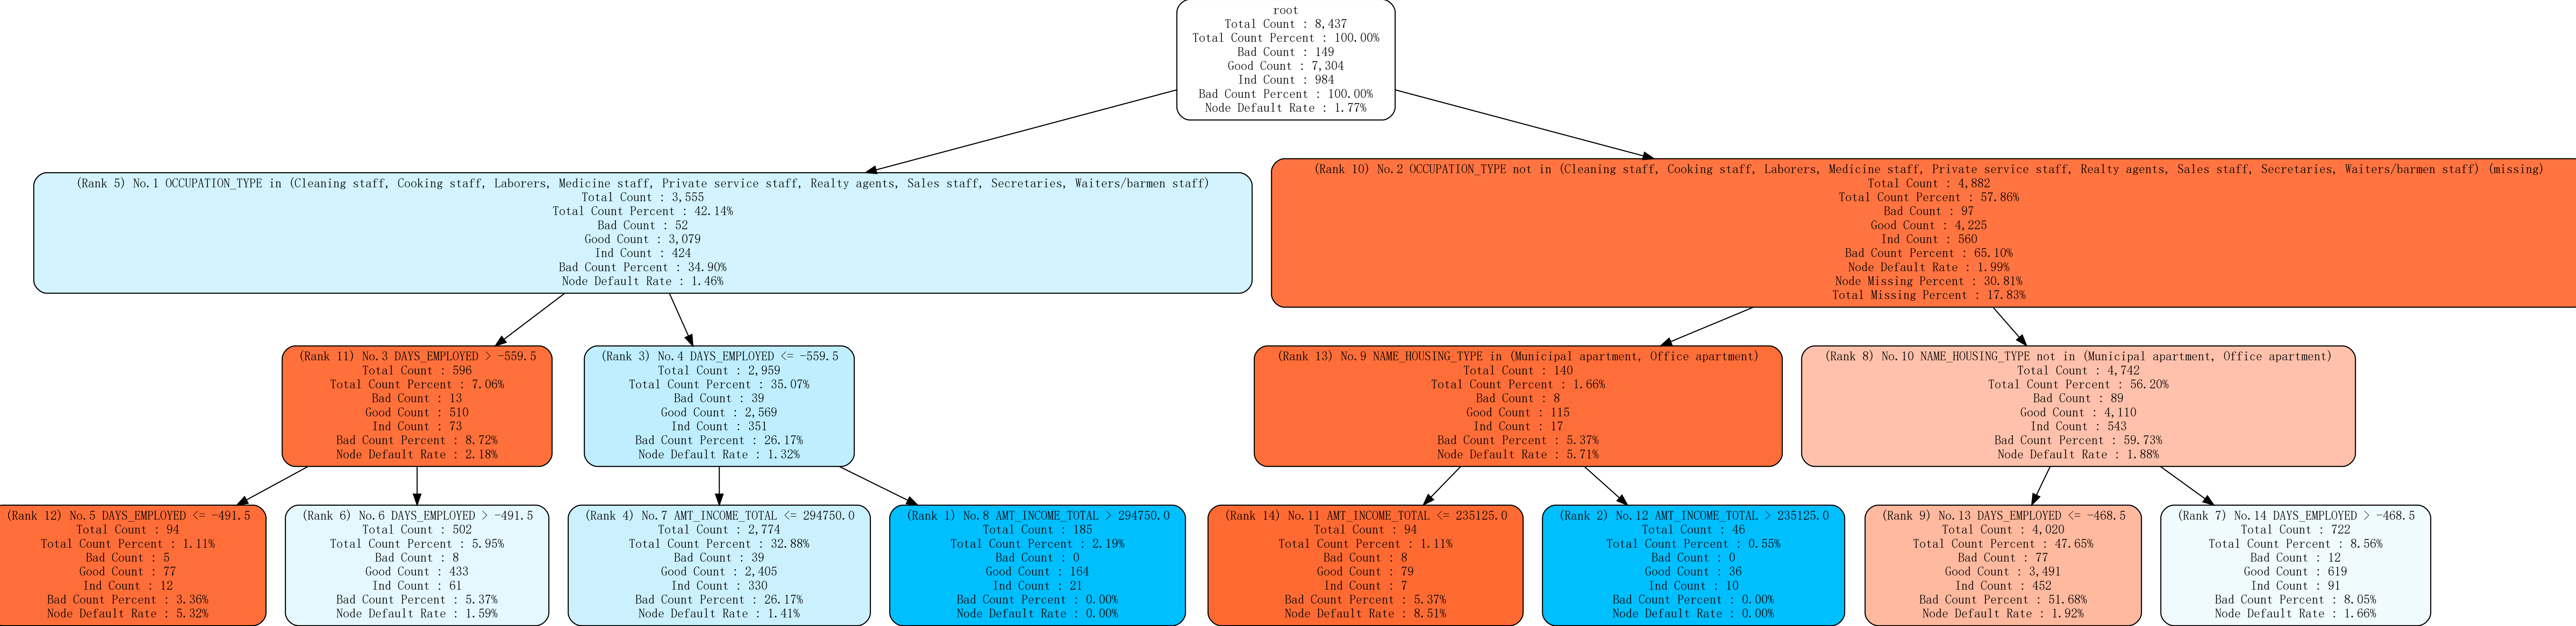 root
Total Count : 8,437
Total Count Percent : 100.00%
Bad Count : 149
Good Count : 7,304
Ind Count : 984
Bad Count Percent : 100.00%
Node Default Rate : 1.77%
(Rank 5) No.1 OCCUPATION_TYPE in (Cleaning staff, Cooking staff, Laborers, Medicine staff, Private service staff, Realty agents, Sales staff, Secretaries, Waiters/barmen staff)
Total Count : 3,555
Total Count Percent : 42.14%
Bad Count : 52
Good Count : 3,079
Ind Count : 424
Bad Count Percent : 34.90%
Node Default Rate : 1.46%
(Rank 10) No.2 OCCUPATION_TYPE not in (Cleaning staff, Cooking staff, Laborers, Medicine staff, Private service staff, Realty agents, Sales staff, Secretaries, Waiters/barmen staff) (missing)
Total Count : 4,882
Total Count Percent : 57.86%
Bad Count : 97
Good Count : 4,225
Ind Count : 560
Bad Count Percent : 65.10%
Node Default Rate : 1.99%
Node Missing Percent : 30.81%
Total Missing Percent : 17.83%
(Rank 11) No.3 DAYS_EMPLOYED > -559.5
Total Count : 596
Total Count Percent : 7.06%
Bad Count : 13
Good Count : 510
Ind Count : 73
Bad Count Percent : 8.72%
Node Default Rate : 2.18%
(Rank 3) No.4 DAYS_EMPLOYED <= -559.5
Total Count : 2,959
Total Count Percent : 35.07%
Bad Count : 39
Good Count : 2,569
Ind Count : 351
Bad Count Percent : 26.17%
Node Default Rate : 1.32%
(Rank 13) No.9 NAME_HOUSING_TYPE in (Municipal apartment, Office apartment)
Total Count : 140
Total Count Percent : 1.66%
Bad Count : 8
Good Count : 115
Ind Count : 17
Bad Count Percent : 5.37%
Node Default Rate : 5.71%
(Rank 8) No.10 NAME_HOUSING_TYPE not in (Municipal apartment, Office apartment)
Total Count : 4,742
Total Count Percent : 56.20%
Bad Count : 89
Good Count : 4,110
Ind Count : 543
Bad Count Percent : 59.73%
Node Default Rate : 1.88%
(Rank 12) No.5 DAYS_EMPLOYED <= -491.5
Total Count : 94
Total Count Percent : 1.11%
Bad Count : 5
Good Count : 77
Ind Count : 12
Bad Count Percent : 3.36%
Node Default Rate : 5.32%
(Rank 6) No.6 DAYS_EMPLOYED > -491.5
Total Count : 502
Total Count Percent : 5.95%
Bad Count : 8
Good Count : 433
Ind Count : 61
Bad Count Percent : 5.37%
Node Default Rate : 1.59%
(Rank 4) No.7 AMT_INCOME_TOTAL <= 294750.0
Total Count : 2,774
Total Count Percent : 32.88%
Bad Count : 39
Good Count : 2,405
Ind Count : 330
Bad Count Percent : 26.17%
Node Default Rate : 1.41%
(Rank 1) No.8 AMT_INCOME_TOTAL > 294750.0
Total Count : 185
Total Count Percent : 2.19%
Bad Count : 0
Good Count : 164
Ind Count : 21
Bad Count Percent : 0.00%
Node Default Rate : 0.00%
(Rank 14) No.11 AMT_INCOME_TOTAL <= 235125.0
Total Count : 94
Total Count Percent : 1.11%
Bad Count : 8
Good Count : 79
Ind Count : 7
Bad Count Percent : 5.37%
Node Default Rate : 8.51%
(Rank 2) No.12 AMT_INCOME_TOTAL > 235125.0
Total Count : 46
Total Count Percent : 0.55%
Bad Count : 0
Good Count : 36
Ind Count : 10
Bad Count Percent : 0.00%
Node Default Rate : 0.00%
(Rank 9) No.13 DAYS_EMPLOYED <= -468.5
Total Count : 4,020
Total Count Percent : 47.65%
Bad Count : 77
Good Count : 3,491
Ind Count : 452
Bad Count Percent : 51.68%
Node Default Rate : 1.92%
(Rank 7) No.14 DAYS_EMPLOYED > -468.5
Total Count : 722
Total Count Percent : 8.56%
Bad Count : 12
Good Count : 619
Ind Count : 91
Bad Count Percent : 8.05%
Node Default Rate : 1.66%